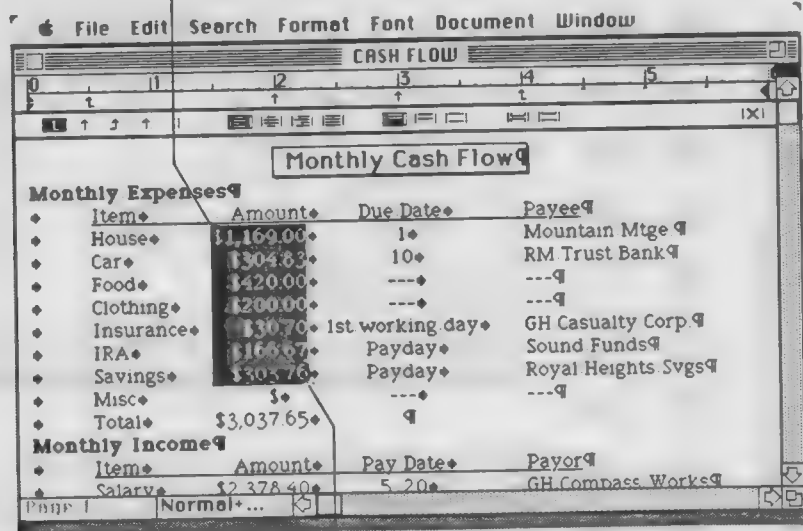 File Edit Search Format Font Document Window
CASH FLOW
0 1 2 3 4 5
Monthly Cash Flow¶
Monthly Expenses¶
Item Amount Due Date Payee¶
House $1,169.00 1 Mountain Mtge ¶
Car $304.83 10 RM Trust Bank¶
Food $420.00 --- ---¶
Clothing $200.00 --- ---¶
Insurance 1st working day GH Casualty Corp.¶
IRA $166.67 Payday Sound Funds¶
Savings Payday Royal Heights Svgs¶
Misc $ --- ---¶
Total $3,037.65 ¶
Monthly Income¶
Item Amount Pay Date Payor¶
Salary $2,378.40 5, 20 GH Compass Works¶
Page 1 Normal+...